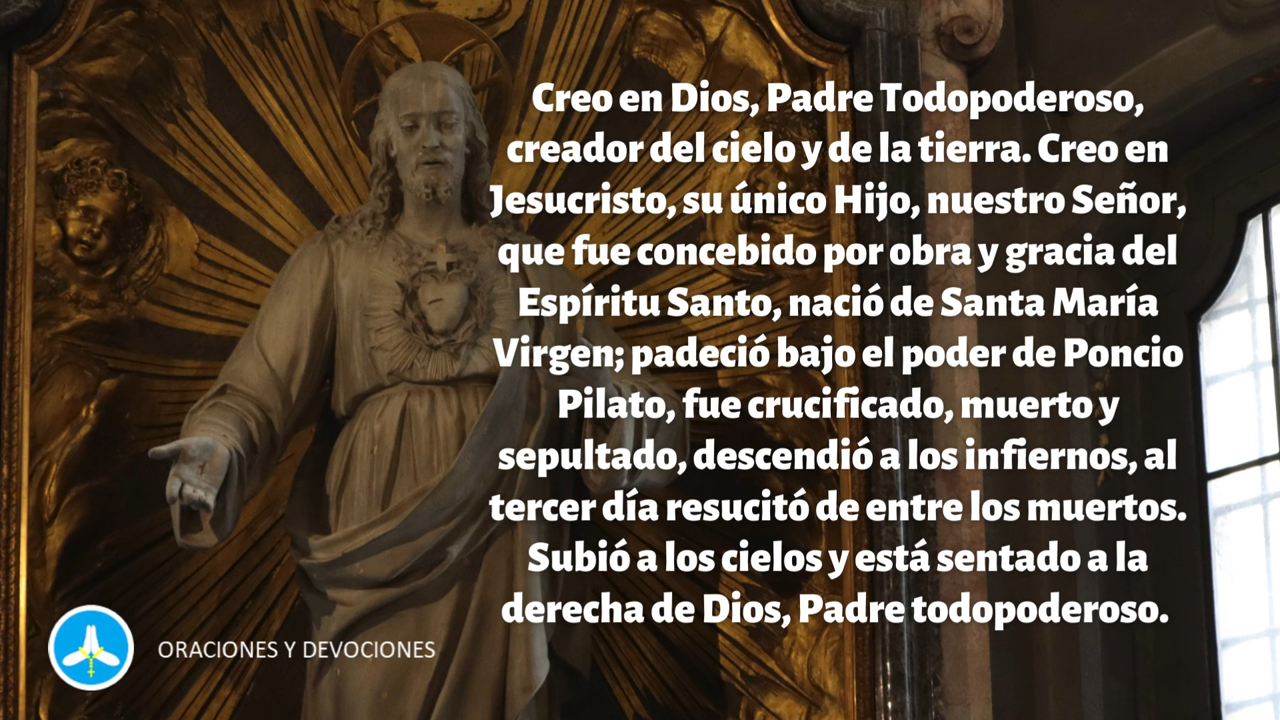 Creo en Dios, Padre Todopoderoso,
creador del cielo y de la tierra. Creo en
Jesucristo, su único Hijo, nuestro Señor,
que fue concebido por obra y gracia del
Espíritu Santo, nació de Santa María
Virgen; padeció bajo el poder de Poncio
Pilato, fue crucificado, muerto y
sepultado, descendió a los infiernos, al
tercer día resucitó de entre los muertos.
Subió a los cielos y está sentado a la
derecha de Dios, Padre todopoderoso.
ORACIONES Y DEVOCIONES